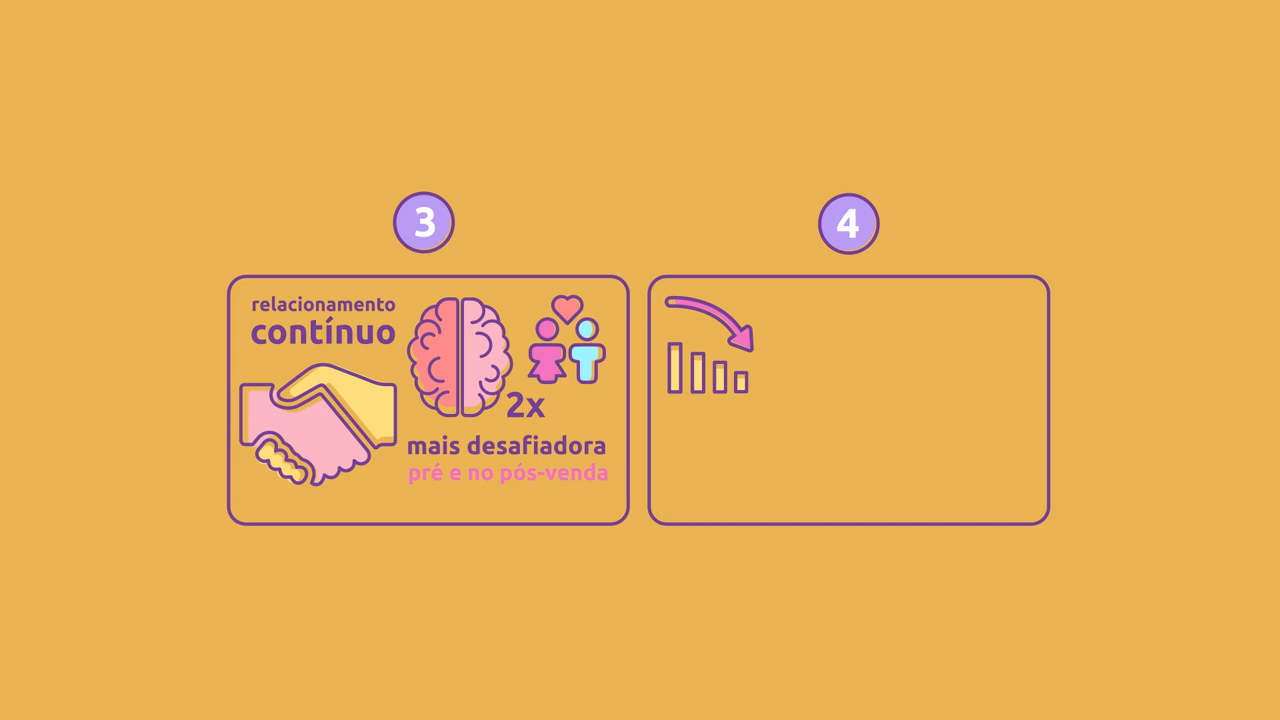 3
relacionamento
contínuo
2x
mais desafiadora
pré e no pós-venda
4